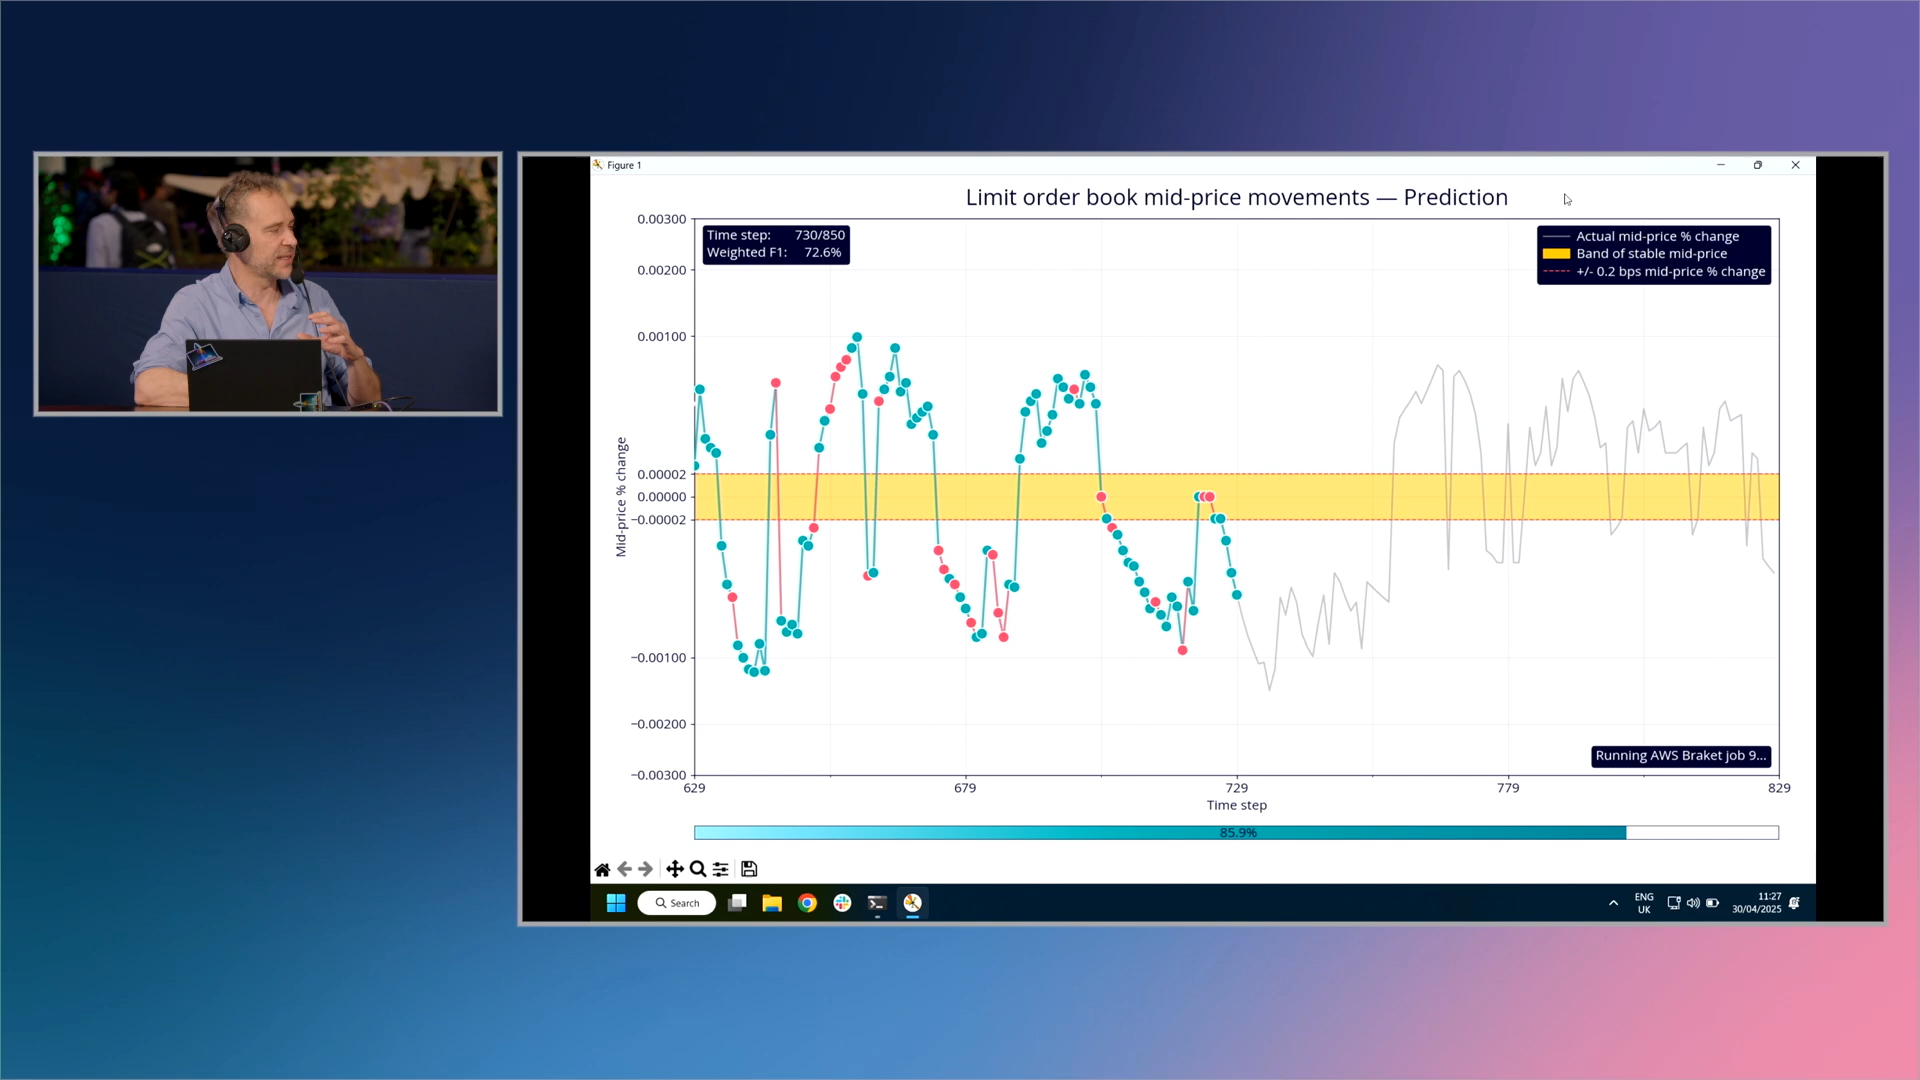 Figure 1
Limit order book mid-price movements — Prediction
Time step: 730/850
Weighted F1: 72.6%
Actual mid-price % change
Band of stable mid-price
+/- 0.2 bps mid-price % change
0.00300
0.00200
0.00100
0.00002
0.00000
−0.00002
−0.00100
−0.00200
−0.00300
Mid-price % change
Running AWS Braket job 9...
629
679
729
779
829
Time step
85.9%
Search
ENG
UK
11:27
30/04/2025